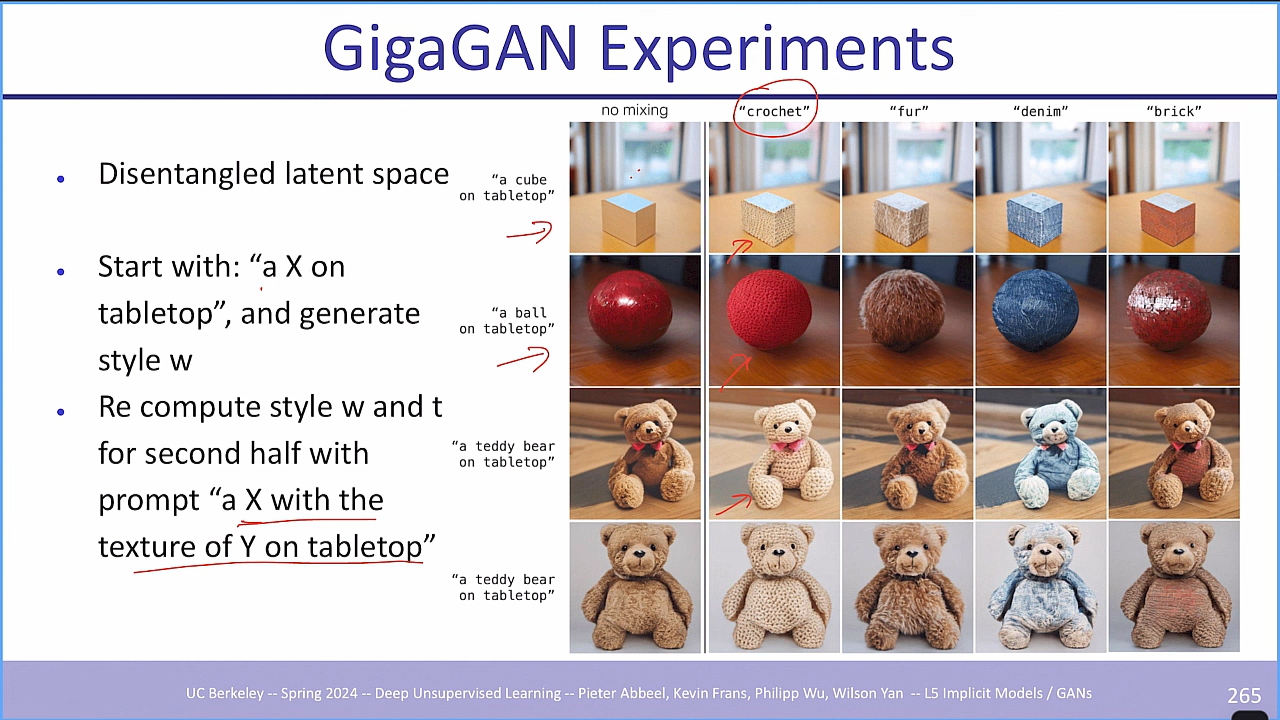 GigaGAN Experiments
• Disentangled latent space
• Start with: “a X on
tabletop”, and generate
style w
• Re compute style w and t
for second half with
prompt “a X with the
texture of Y on tabletop”
no mixing
“crochet”
“fur”
“denim”
“brick”
“a cube
on tabletop”
“a ball
on tabletop”
“a teddy bear
on tabletop”
“a teddy bear
on tabletop”
UC Berkeley -- Spring 2024 -- Deep Unsupervised Learning -- Pieter Abbeel, Kevin Frans, Philipp Wu, Wilson Yan -- L5 Implicit Models / GANs
265